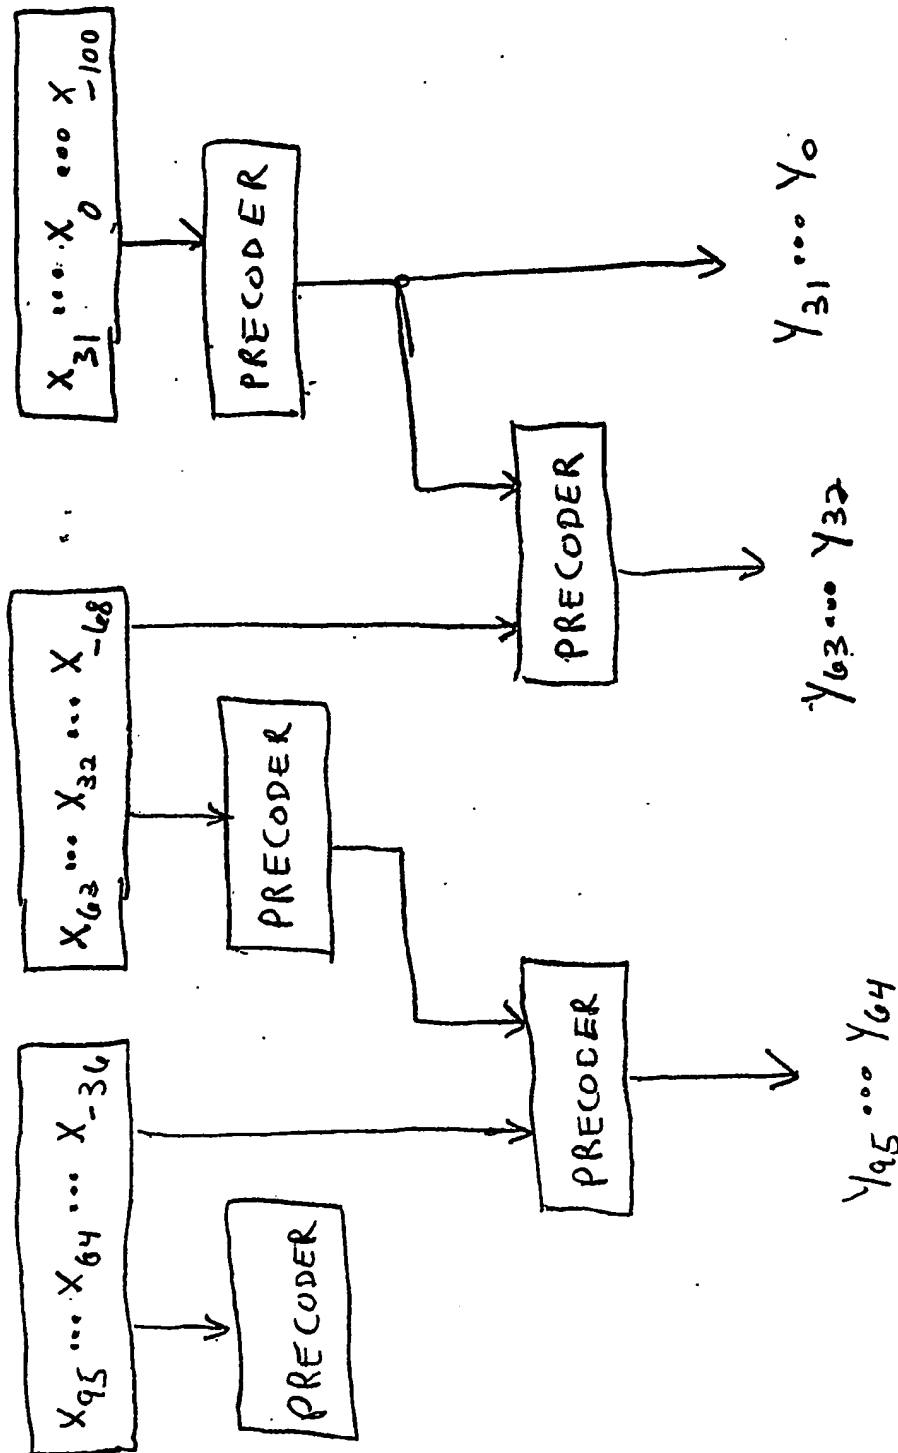 X95 ••• X64 ••• X-36
X63 ••• X32 ••• X-68
X31 ••• X0 ••• X-100
PRECODER
PRECODER
PRECODER
PRECODER
PRECODER
Y95 ••• Y64
Y63 ••• Y32
Y31 ••• Y0